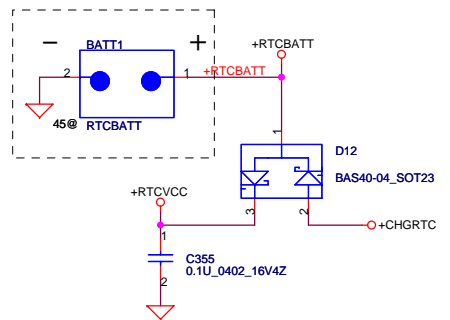 − BATT1 + +RTCBATT
2 1 +RTCBATT
45@ RTCBATT
1
D12
BAS40-04_SOT23
+RTCVCC
3 2
+CHGRTC
1
C355
0.1U_0402_16V4Z
2